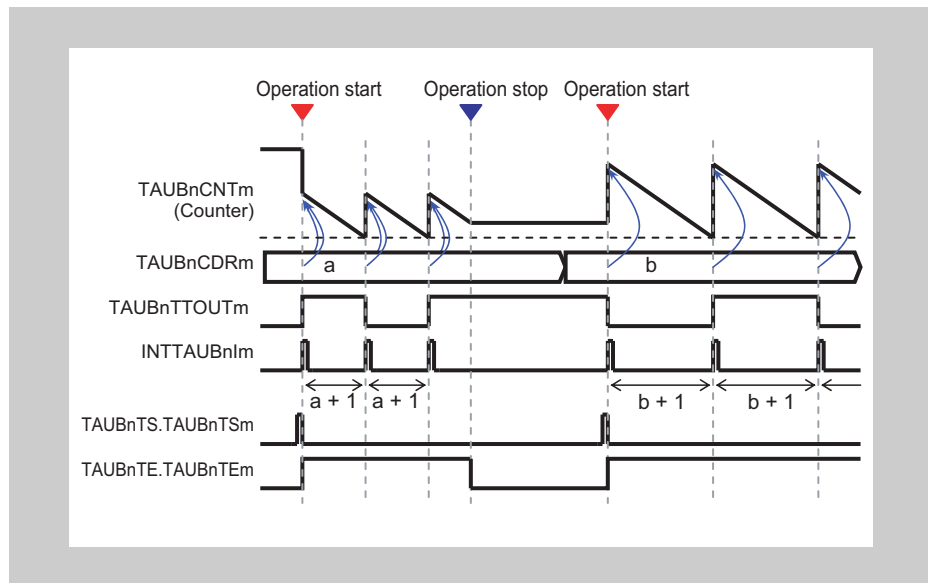 Operation start Operation stop Operation start
TAUBnCNTm
(Counter)
TAUBnCDRm a b
TAUBnTTOUTm
INTTAUBnIm
a + 1 a + 1 b + 1 b + 1
TAUBnTS.TAUBnTSm
TAUBnTE.TAUBnTEm